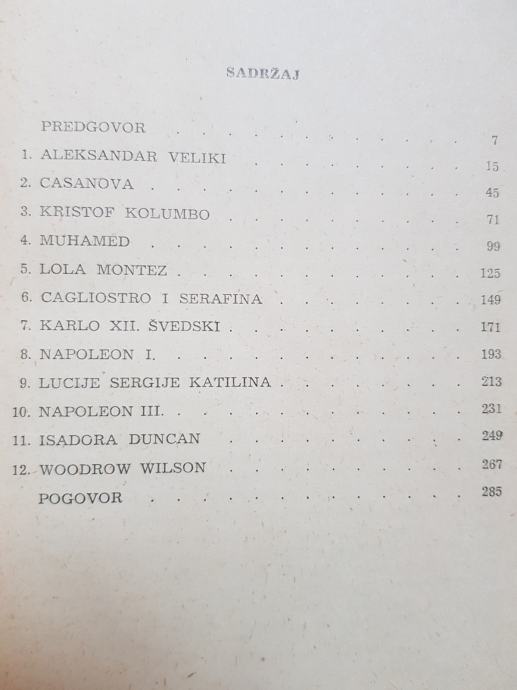 SADRŽAJ
PREDGOVOR . . . . . . . . . . . 7
1. ALEKSANDAR VELIKI . . . . . . . . 15
2. CASANOVA . . . . . . . . . . . . 45
3. KRISTOF KOLUMBO . . . . . . . . . 71
4. MUHAMED . . . . . . . . . . . . 99
5. LOLA MONTEZ . . . . . . . . . . . 125
6. CAGLIOSTRO I SERAFINA . . . . . . . 149
7. KARLO XII. ŠVEDSKI . . . . . . . . . 171
8. NAPOLEON I. . . . . . . . . . . . 193
9. LUCIJE SERGIJE KATILINA . . . . . . . 213
10. NAPOLEON III. . . . . . . . . . . . 231
11. ISADORA DUNCAN . . . . . . . . . 249
12. WOODROW WILSON . . . . . . . . . 267
POGOVOR . . . . . . . . . . . . 285